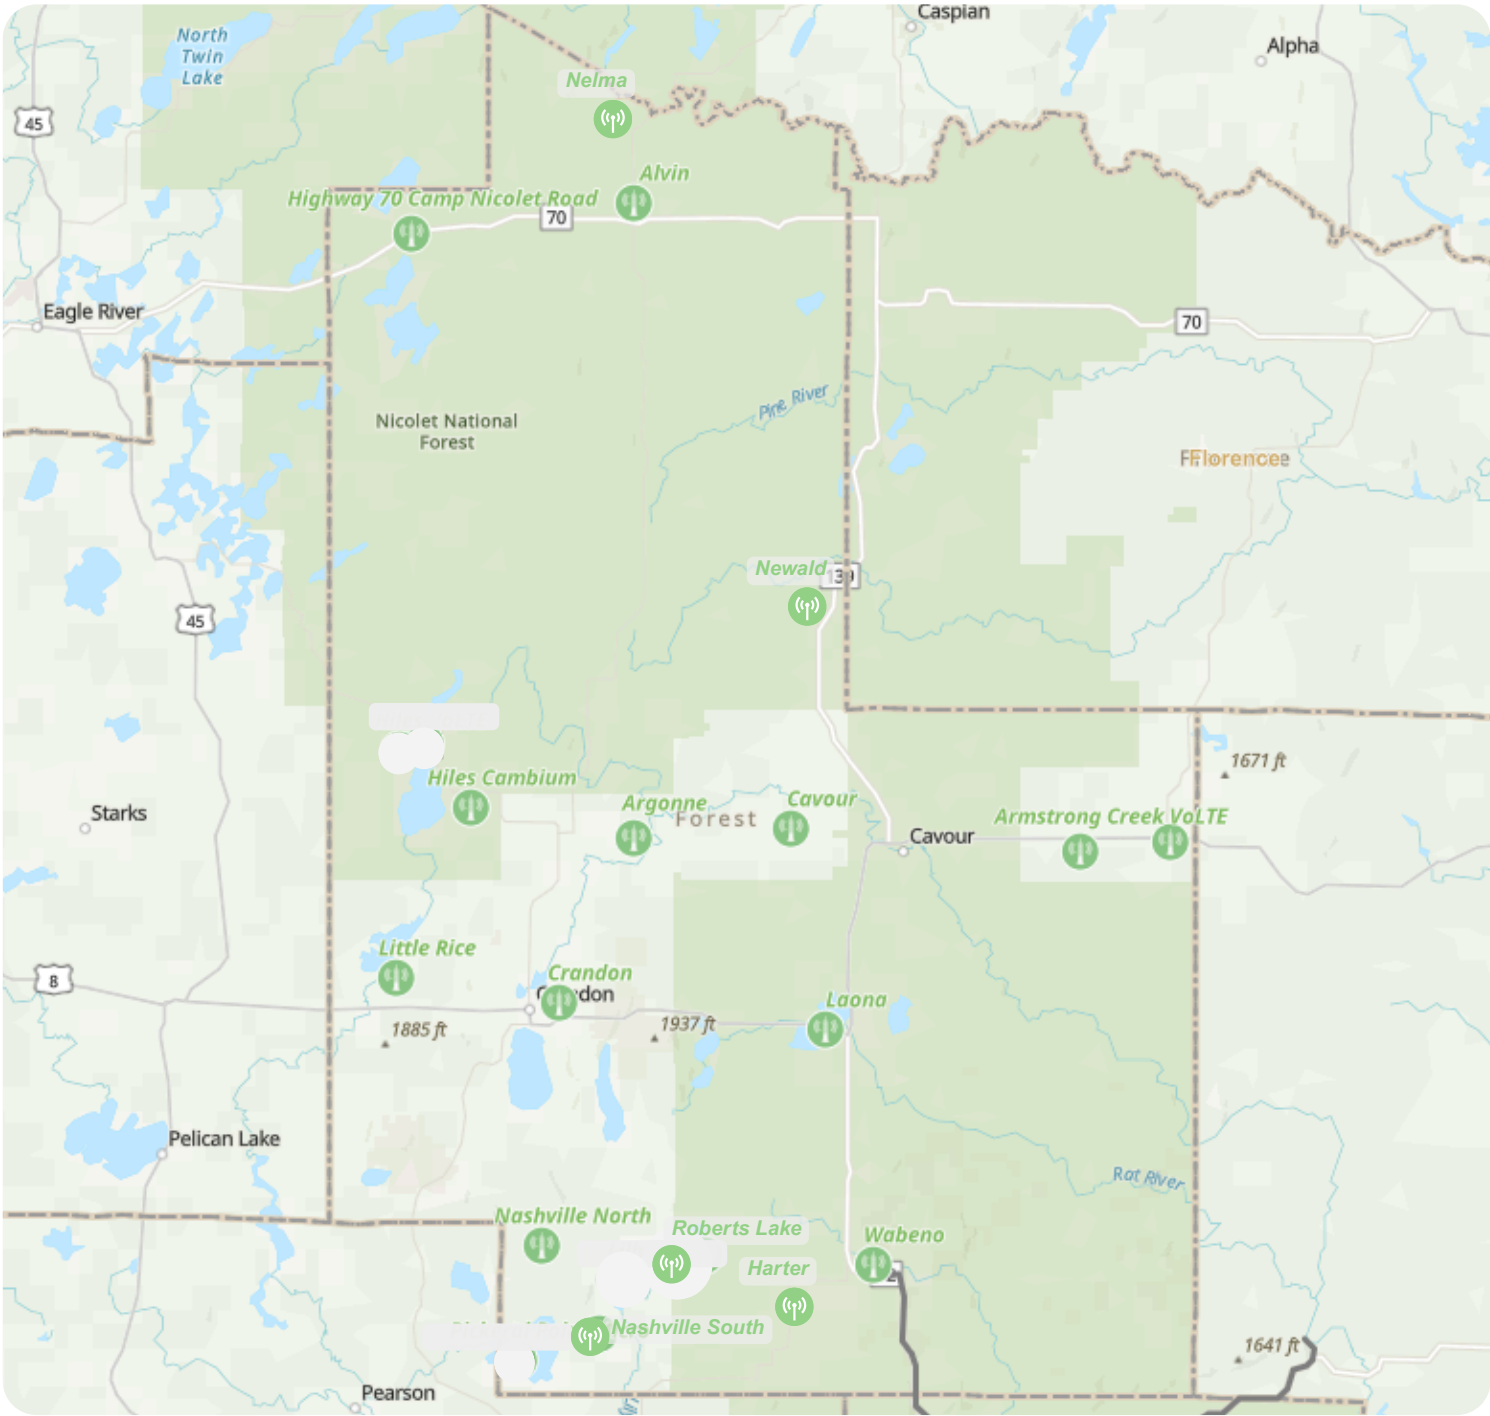 Caspian
North
Twin
Lake
Alpha
Nelma
45
Alvin
Highway 70 Camp Nicolet Road
70
Eagle River
70
Pine River
Nicolet National
Forest
Florence
Newald
139
45
1671 ft
Hiles Cambium
Starks
Argonne
Cavour
Forest
Armstrong Creek VoLTE
Cavour
Little Rice
8
Crandon
Crandon
Laona
1885 ft
1937 ft
Pelican Lake
Rat River
Nashville North
Roberts Lake
Wabeno
Harter
Nashville South
1641 ft
Pearson